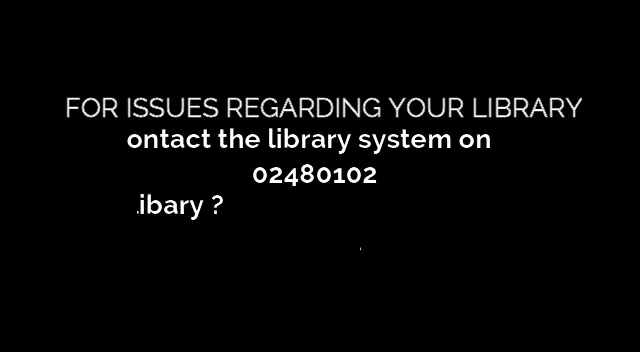 FOR ISSUES REGARDING YOUR LIBRARY
ontact the library system on
02480102
ibary ?